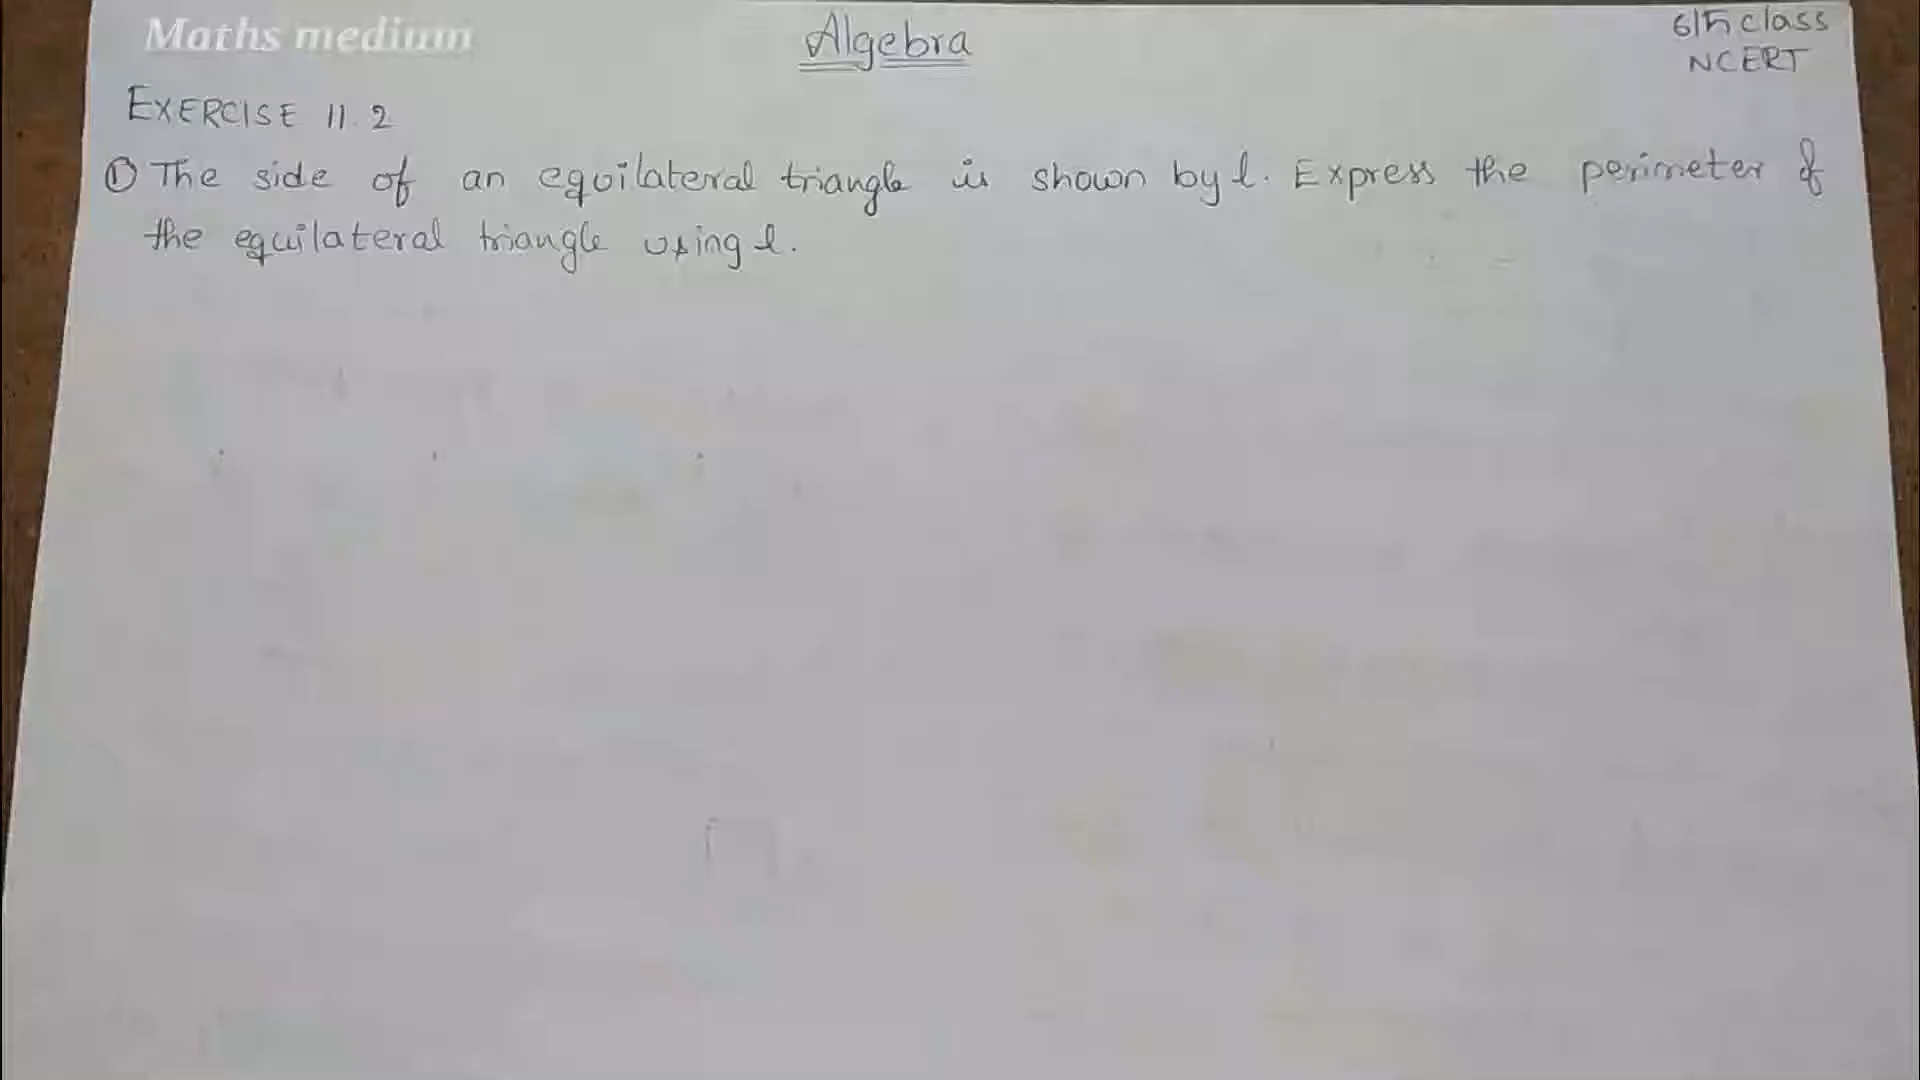 Maths medium
Algebra
6th class
NCERT
EXERCISE 11.2
① The side of an equilateral triangle is shown by l. Express the perimeter of
the equilateral triangle using l.